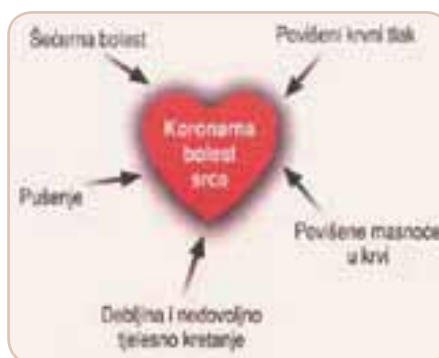 Šećerna bolest
Povišeni krvni tlak
Koronarna
bolest
srca
Pušenje
Povišene masnoće
u krvi
Debljina i nedovoljno
tjelesno kretanje